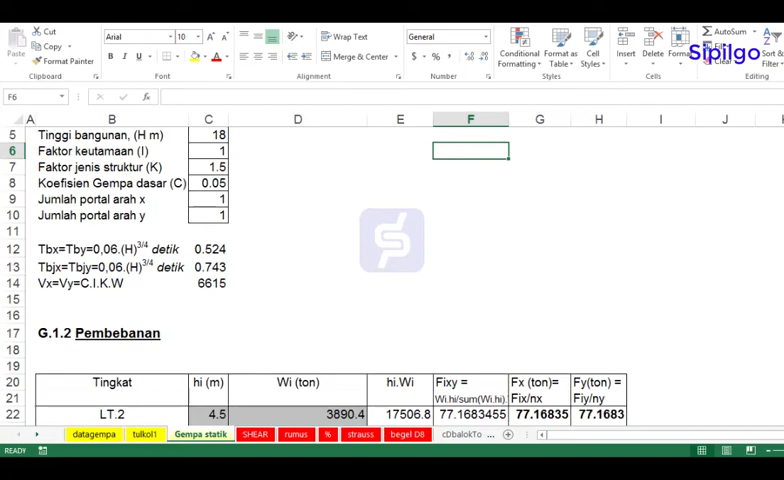 Cut
Copy
Format Painter
Paste
Clipboard
Arial
10
B I U
Font
Wrap Text
Merge & Center
Alignment
General
$ % ,
Number
Conditional Formatting
Format as Table
Cell Styles
Styles
Insert
Delete
Format
Cells
AutoSum
Clear
Sipilgo
F6
A B C D E F G H I J
5 Tinggi bangunan, (H m) 18
6 Faktor keutamaan (I) 1
7 Faktor jenis struktur (K) 1.5
8 Koefisien Gempa dasar (C) 0.05
9 Jumlah portal arah x 1
10 Jumlah portal arah y 1
11
12 Tbx=Tby=0,06.(H)3/4 detik 0.524
13 Tbjx=Tbjy=0,06.(H)3/4 detik 0.743
14 Vx=Vy=C.I.K.W 6615
15
16
17 G.1.2 Pembebanan
18
19
20 Tingkat hi (m) Wi (ton) hi.Wi Fixy = Fx (ton)= Fy(ton) =
21 Wi.hi/sum(Wi.hi). Fix/nx Fiy/ny
22 LT.2 4.5 3890.4 17506.8 77.1683455 77.16835 77.1683
datagempa tulkol1 Gempa statik SHEAR rumus % strauss begel D8 cDbalokTo ...
READY